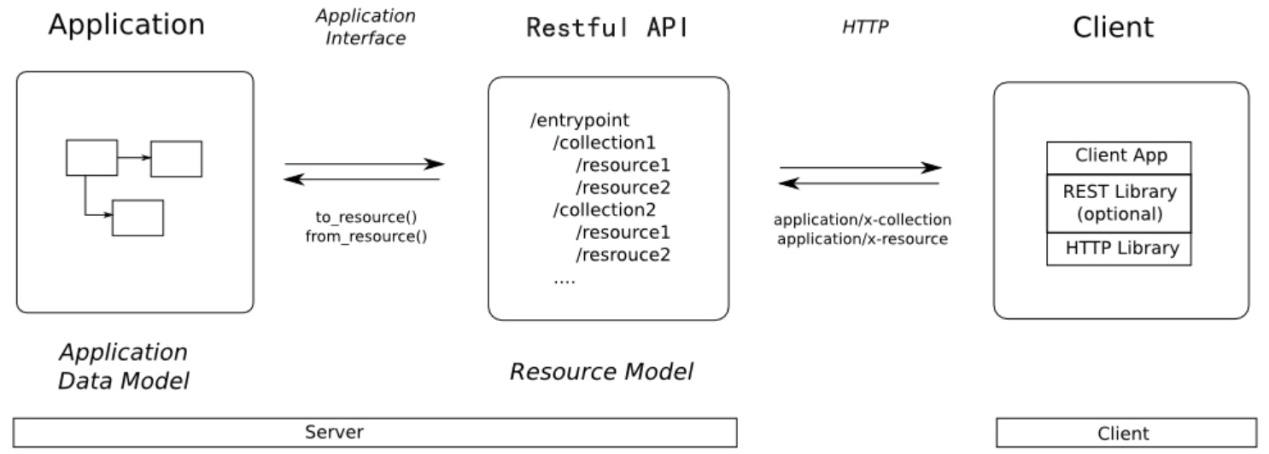 Application
Application
Interface
Restful API
HTTP
Client
/entrypoint
/collection1
/resource1
/resource2
/collection2
/resource1
/resrouce2
....
to_resource()
from_resource()
application/x-collection
application/x-resource
Client App
REST Library
(optional)
HTTP Library
Application
Data Model
Resource Model
Server
Client